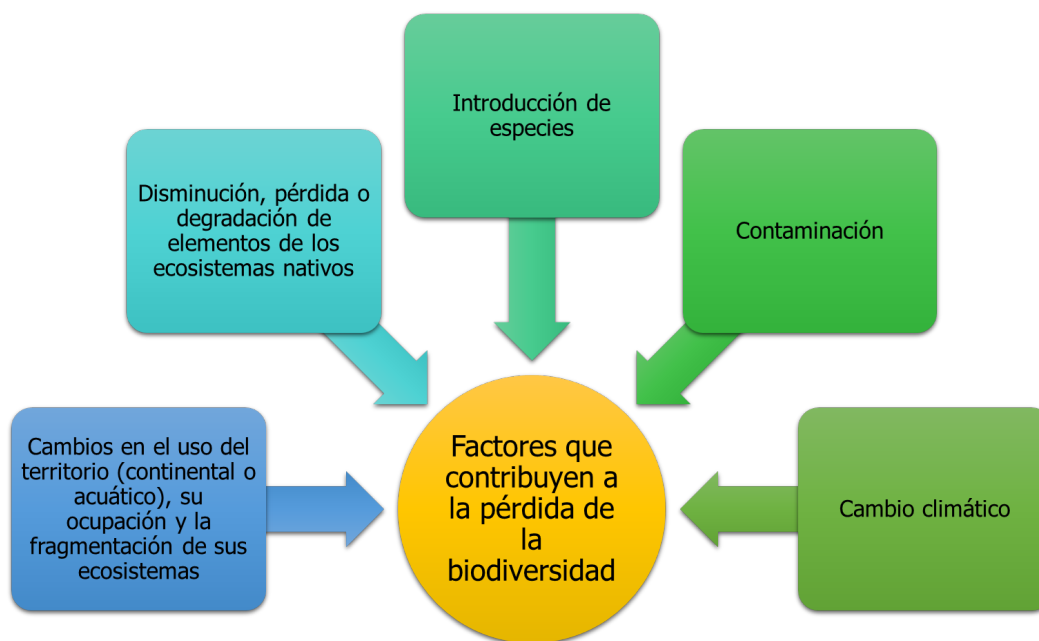 Introducción de
especies
Disminución, pérdida o
degradación de
elementos de los
ecosistemas nativos
Contaminación
Cambios en el uso del
territorio (continental o
acuático), su
ocupación y la
fragmentación de sus
ecosistemas
Factores que
contribuyen a
la pérdida de
la
biodiversidad
Cambio climático